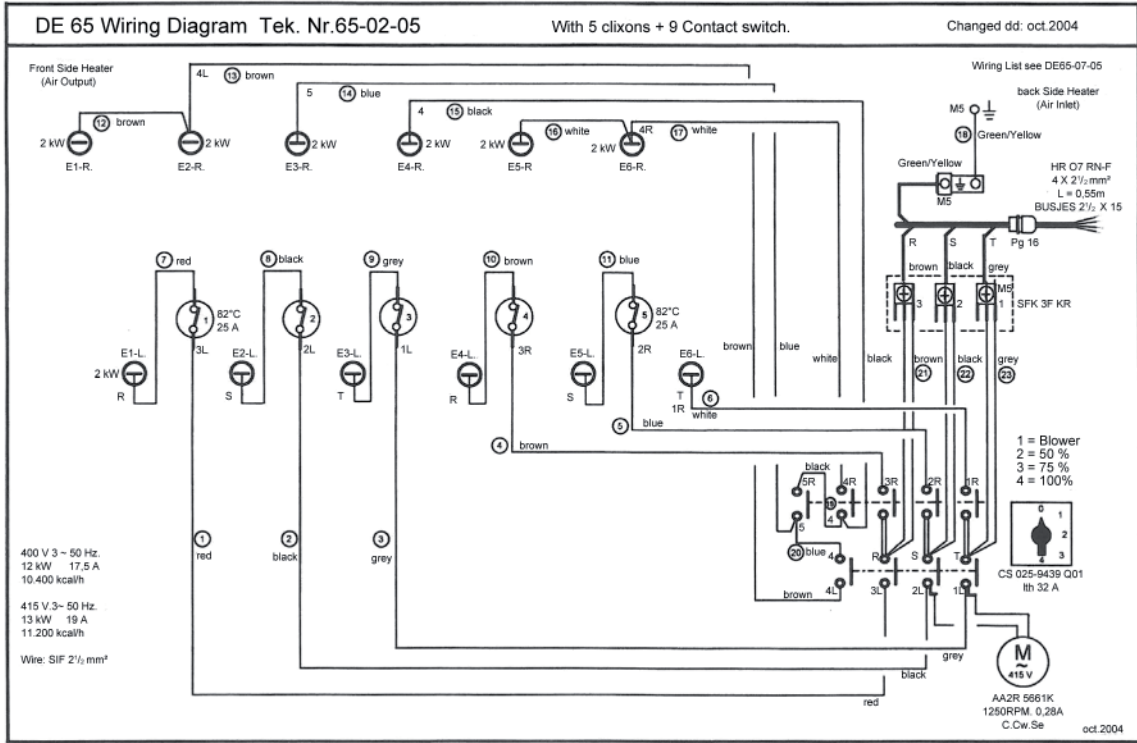 DE 65 Wiring Diagram Tek. Nr.65-02-05
With 5 clixons + 9 Contact switch.
Changed dd: oct.2004
Front Side Heater
(Air Output)
4L 13 brown
5 14 blue
4 15 black
12 brown
16 white
4R 17 white
2 kW
E1-R.
2 kW
E2-R.
2 kW
E3-R.
2 kW
E4-R.
2 kW
E5-R
2 kW
E6-R.
Wiring List see DE65-07-05
back Side Heater
(Air Inlet)
M5
18 Green/Yellow
Green/Yellow
M5
HR O7 RN-F
4 X 2½ mm²
L = 0,55m
BUSJES 2½ X 15
R S T Pg 16
brown black grey
M5
3 2 1
SFK 3F KR
7 red
8 black
9 grey
10 brown
11 blue
1 82°C
25 A
2
3
4
5 82°C
25 A
3L
2L
1L
3R
2R
E1-L.
2 kW
R
E2-L.
S
E3-L.
T
E4-L.
R
E5-L.
S
E6-L.
T
1R
6
white
5 blue
4 brown
brown
blue
white
black
brown
21
black
22
grey
23
1 = Blower
2 = 50 %
3 = 75 %
4 = 100%
black
5R 4R 3R 2R 1R
19
5 4
20 blue 4 R S T
4L 3L 2L 1L
brown
0 1 2 3 4
CS 025-9439 Q01
Ith 32 A
1
red
2
black
3
grey
400 V 3 ~ 50 Hz.
12 kW 17,5 A
10.400 kcal/h
415 V.3~ 50 Hz.
13 kW 19 A
11.200 kcal/h
Wire: SIF 2½ mm²
grey
black
red
M
~
415 V
AA2R 5661K
1250RPM. 0,28A
C.Cw.Se
oct.2004